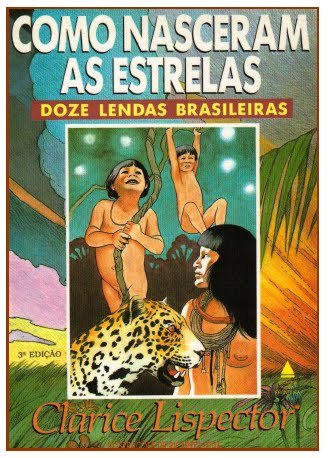 COMO NASCERAM
AS ESTRELAS
DOZE LENDAS BRASILEIRAS
3ª EDIÇÃO
Clarice Lispector